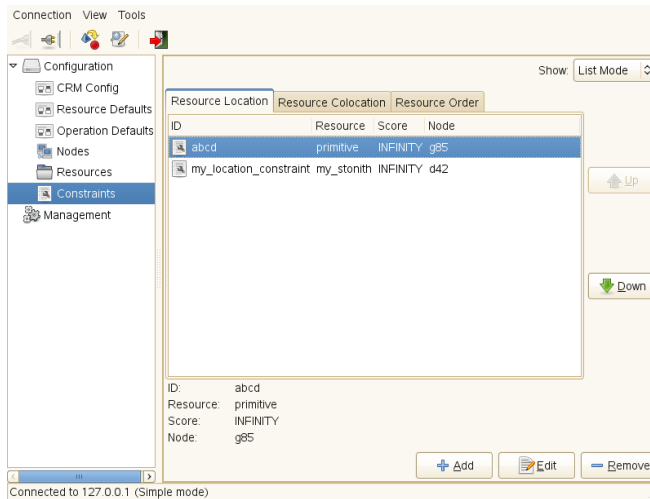 Connection View Tools
Configuration
CRM Config
Resource Defaults
Operation Defaults
Nodes
Resources
Constraints
Management
Show: List Mode
Resource Location Resource Colocation Resource Order
ID Resource Score Node
abcd primitive INFINITY g85
my_location_constraint my_stonith INFINITY d42
Up
Down
ID: abcd
Resource: primitive
Score: INFINITY
Node: g85
Add Edit Remove
Connected to 127.0.0.1 (Simple mode)